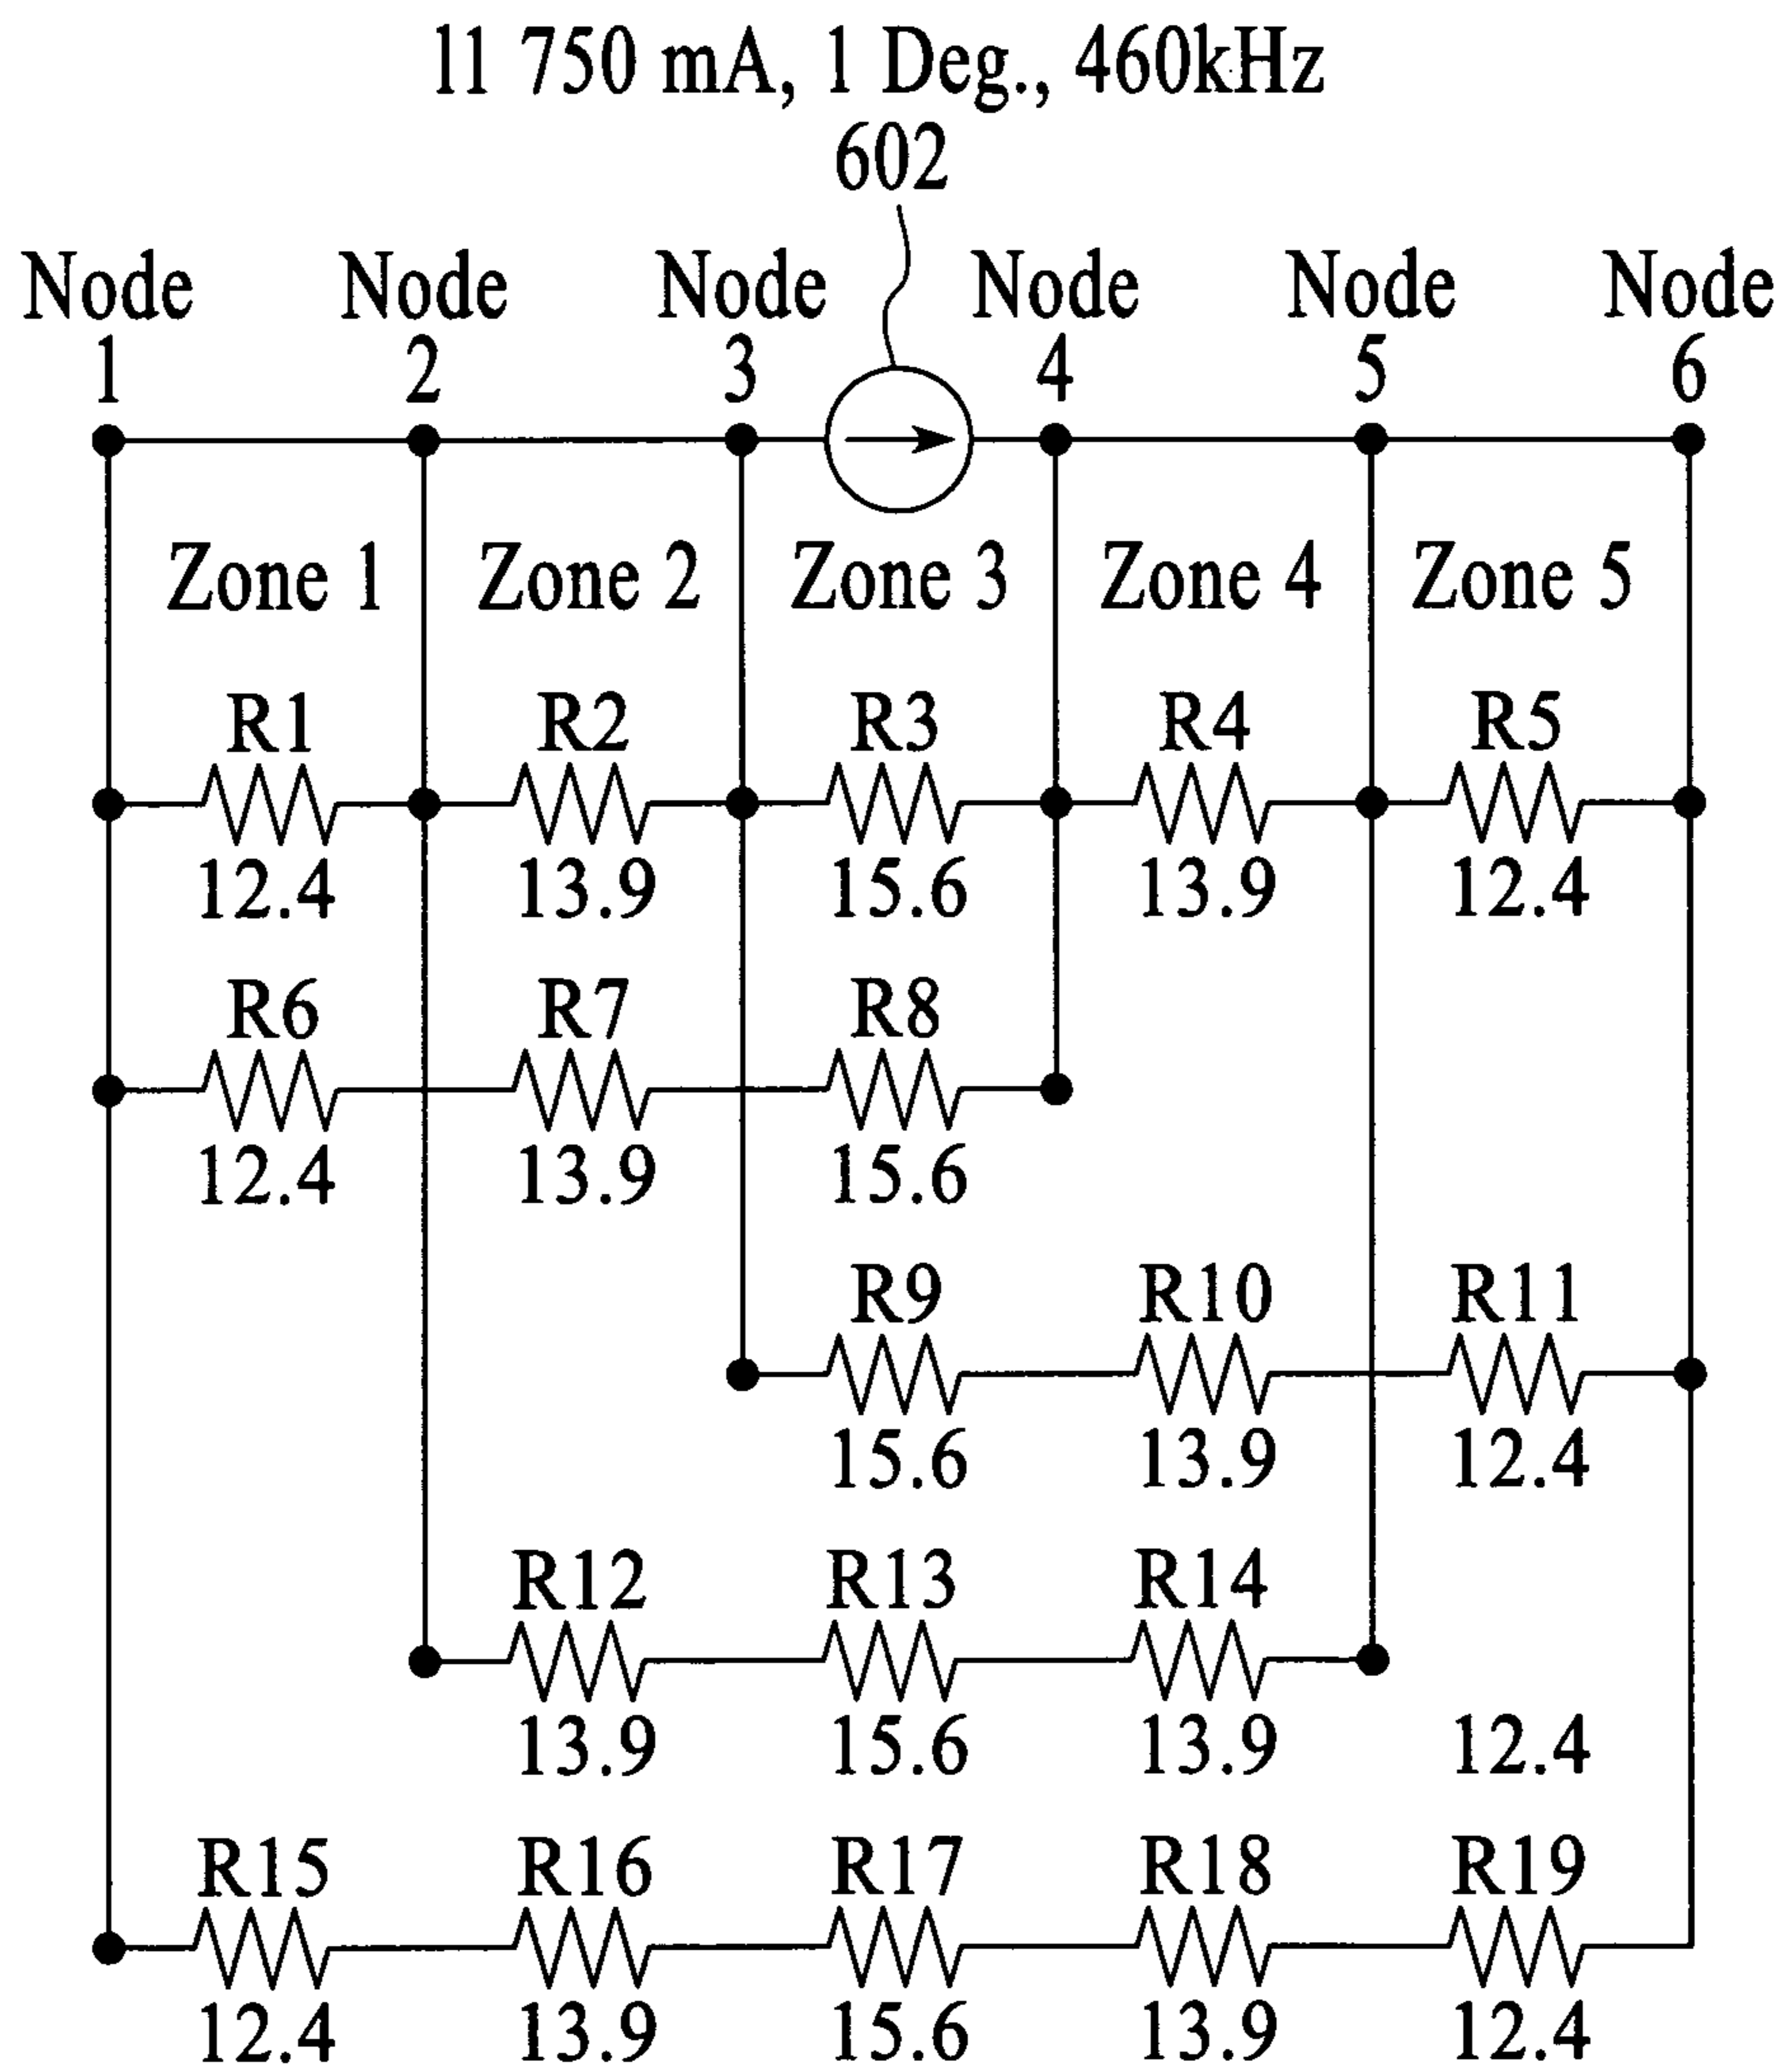 11 750 mA, 1 Deg., 460kHz
602
Node Node Node Node Node Node
1 2 3 4 5 6
Zone 1 Zone 2 Zone 3 Zone 4 Zone 5
R1 R2 R3 R4 R5
12.4 13.9 15.6 13.9 12.4
R6 R7 R8
12.4 13.9 15.6
R9 R10 R11
15.6 13.9 12.4
R12 R13 R14
13.9 15.6 13.9 12.4
R15 R16 R17 R18 R19
12.4 13.9 15.6 13.9 12.4